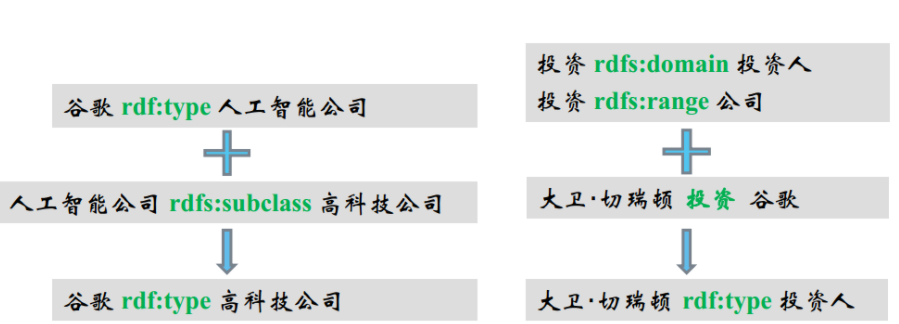 谷歌 rdf:type 人工智能公司
人工智能公司 rdfs:subclass 高科技公司
谷歌 rdf:type 高科技公司
投资 rdfs:domain 投资人
投资 rdfs:range 公司
大卫·切瑞顿 投资 谷歌
大卫·切瑞顿 rdf:type 投资人